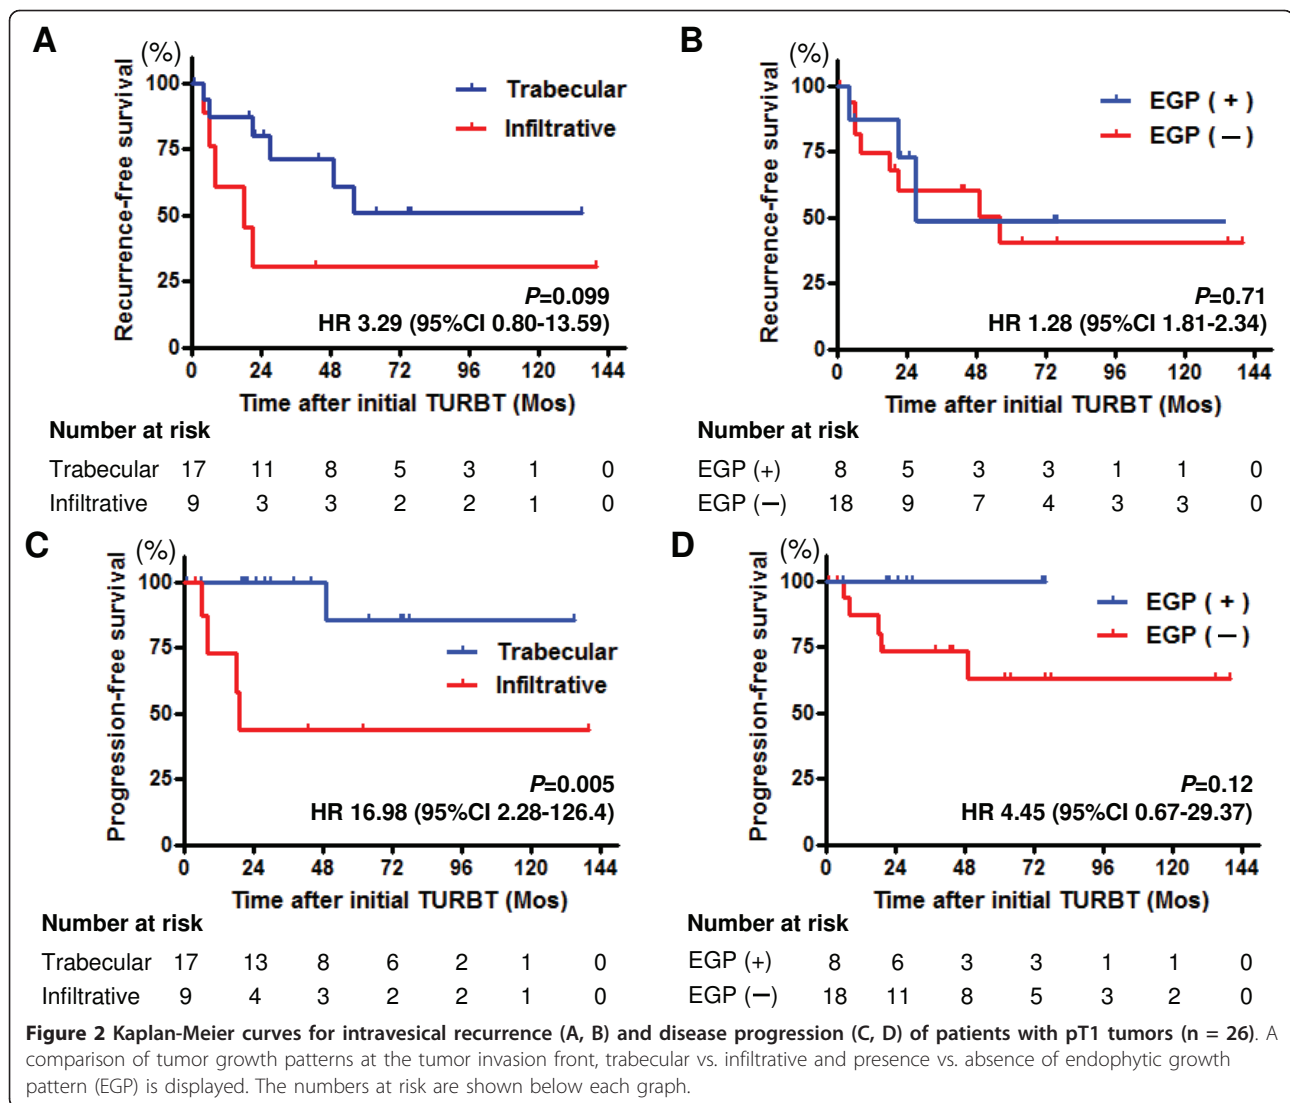 A
(%)
100
75
50
25
0
Recurrence-free survival
Trabecular
Infiltrative
P=0.099
HR 3.29 (95%CI 0.80-13.59)
0 24 48 72 96 120 144
Time after initial TURBT (Mos)
Number at risk
Trabecular 17 11 8 5 3 1 0
Infiltrative 9 3 3 2 2 1 0
B
(%)
100
75
50
25
0
Recurrence-free survival
EGP ( + )
EGP ( − )
P=0.71
HR 1.28 (95%CI 1.81-2.34)
0 24 48 72 96 120 144
Time after initial TURBT (Mos)
Number at risk
EGP (+) 8 5 3 3 1 1 0
EGP (−) 18 9 7 4 3 3 0
C
(%)
100
75
50
25
0
Progression-free survival
Trabecular
Infiltrative
P=0.005
HR 16.98 (95%CI 2.28-126.4)
0 24 48 72 96 120 144
Time after initial TURBT (Mos)
Number at risk
Trabecular 17 13 8 6 2 1 0
Infiltrative 9 4 3 2 2 1 0
D
(%)
100
75
50
25
0
Progression-free survival
EGP ( + )
EGP ( − )
P=0.12
HR 4.45 (95%CI 0.67-29.37)
0 24 48 72 96 120 144
Time after initial TURBT (Mos)
Number at risk
EGP (+) 8 6 3 3 1 1 0
EGP (−) 18 11 8 5 3 2 0
Figure 2 Kaplan-Meier curves for intravesical recurrence (A, B) and disease progression (C, D) of patients with pT1 tumors (n = 26). A
comparison of tumor growth patterns at the tumor invasion front, trabecular vs. infiltrative and presence vs. absence of endophytic growth
pattern (EGP) is displayed. The numbers at risk are shown below each graph.